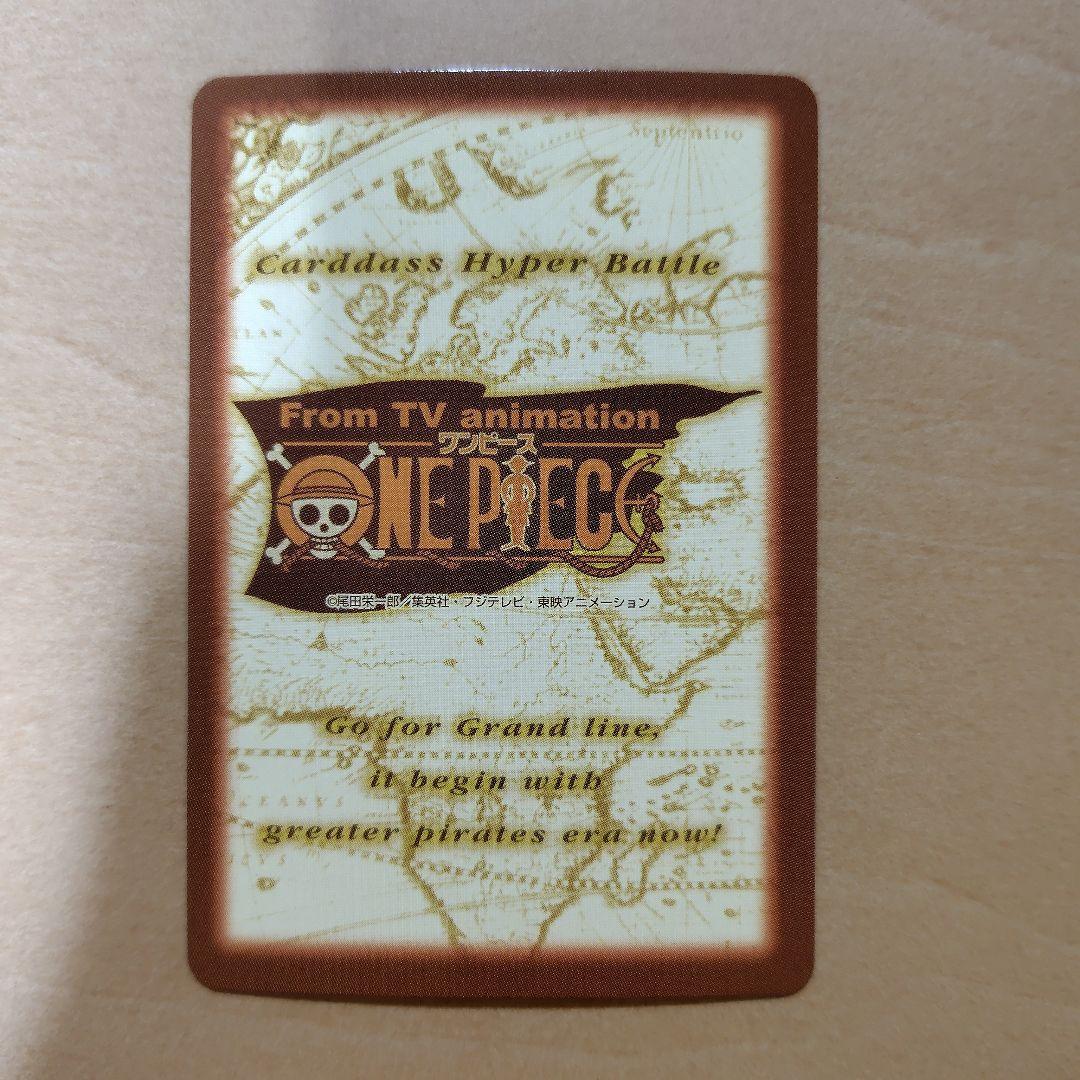 Septentrio
Carddass Hyper Battle
From TV animation
ワンピース
ONE PIECE
©尾田栄一郎／集英社・フジテレビ・東映アニメーション
Go for Grand line,
it begin with
CEANVS
greater pirates era now!